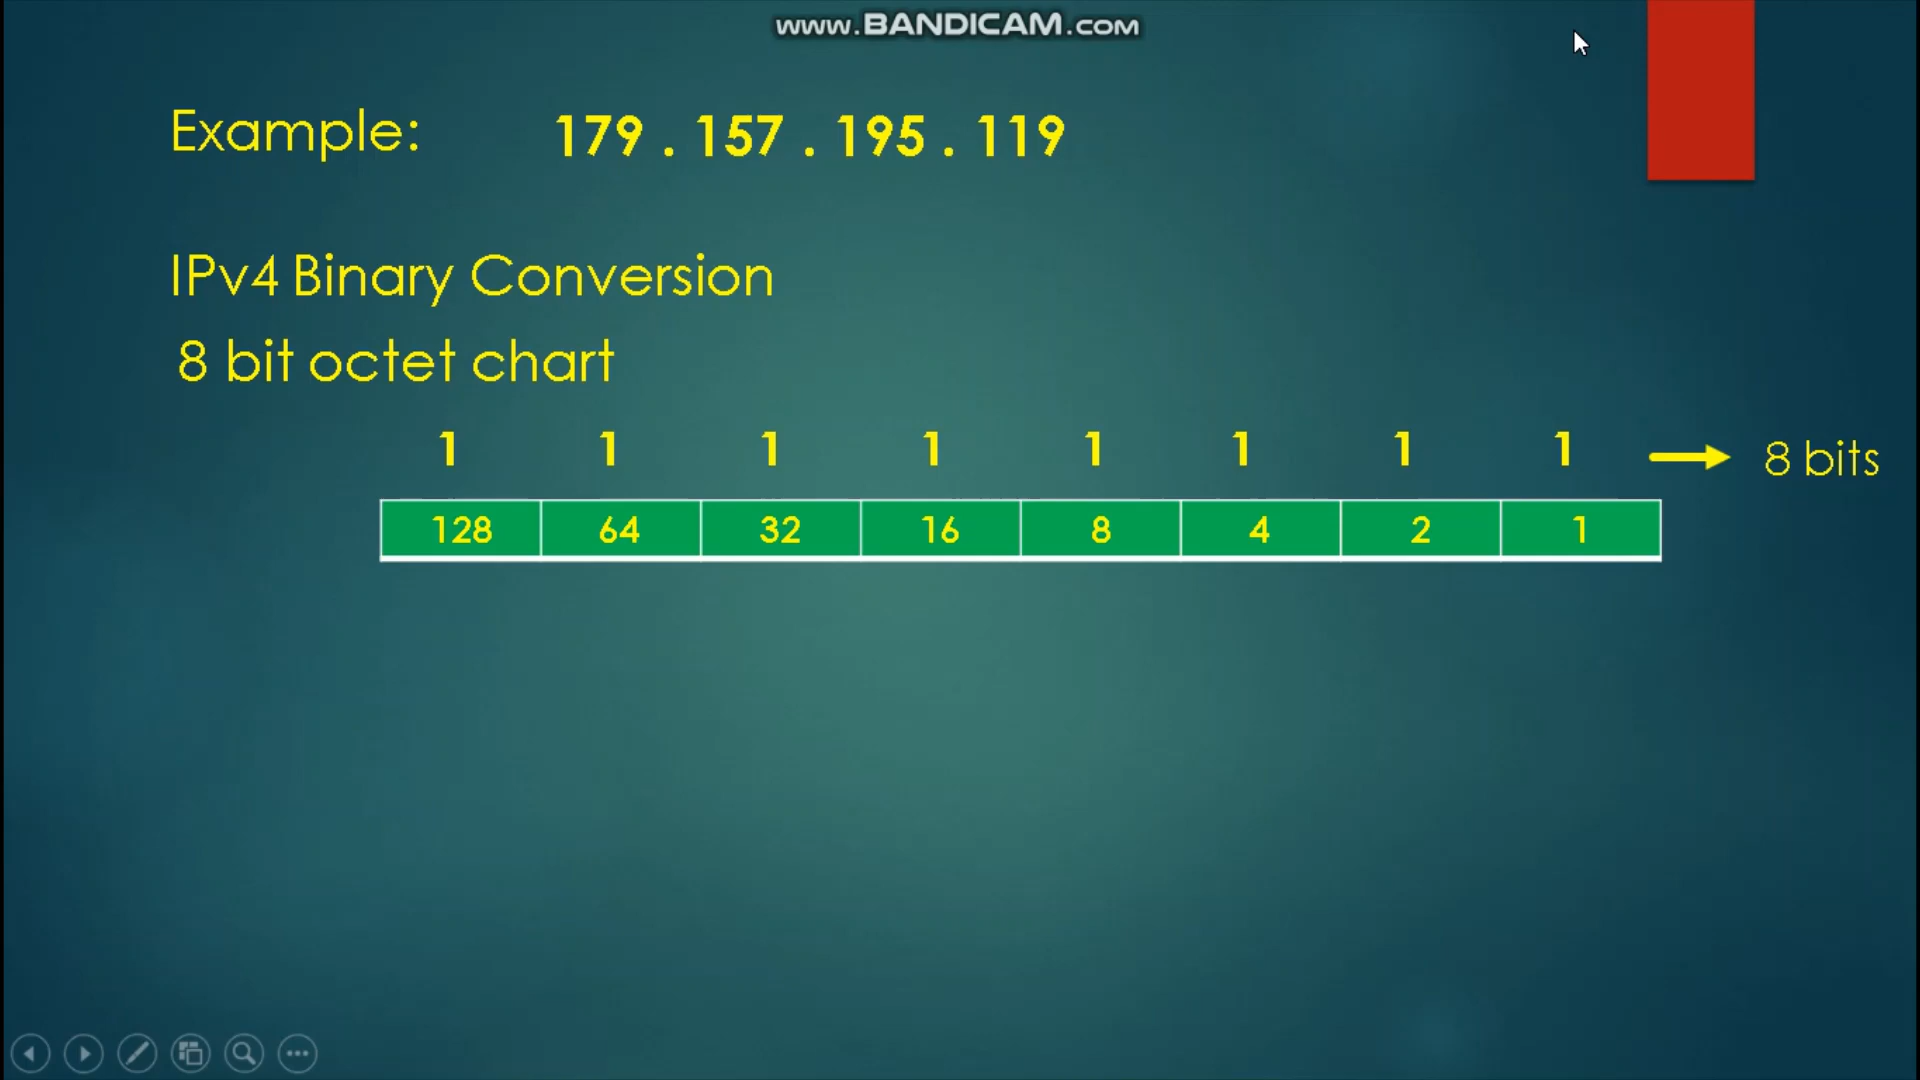 www.BANDICAM.com
Example: 179 . 157 . 195 . 119
IPv4 Binary Conversion
8 bit octet chart
1 1 1 1 1 1 1 1 8 bits
128 64 32 16 8 4 2 1